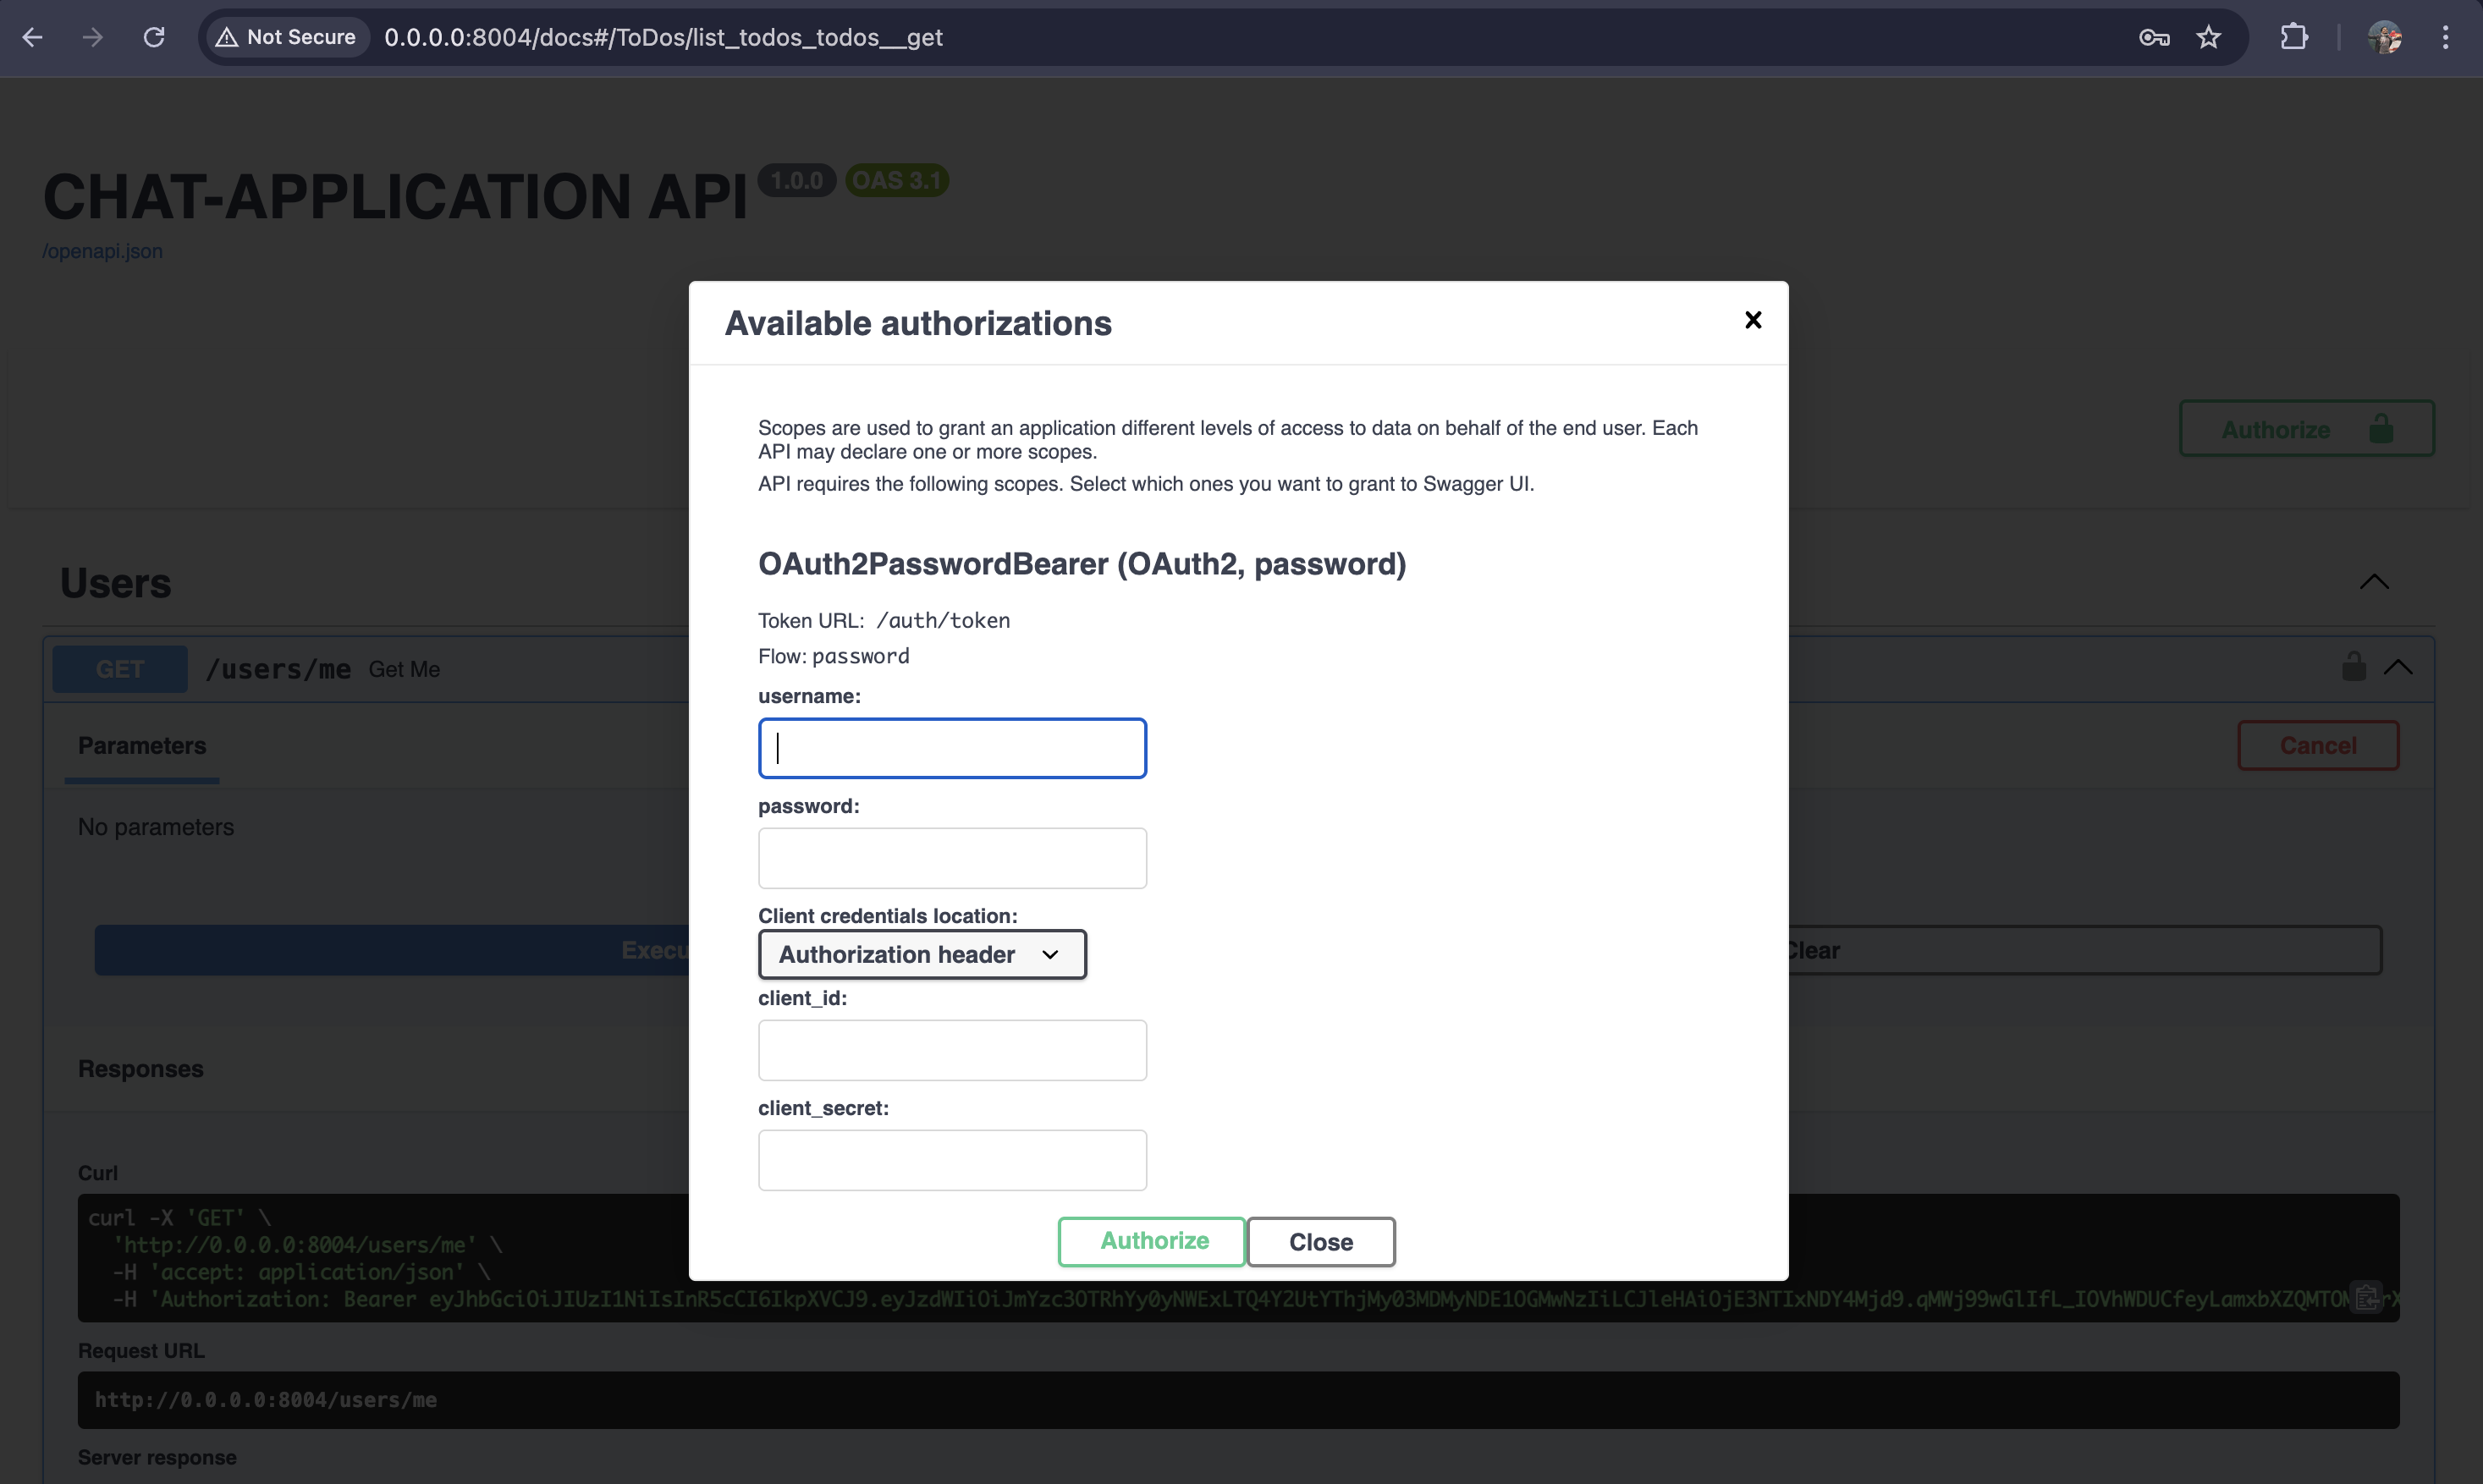 Not Secure
0.0.0.0:8004/docs#/ToDos/list_todos_todos__get
CHAT-APPLICATION API
1.0.0
OAS 3.1
/openapi.json
Available authorizations
Scopes are used to grant an application different levels of access to data on behalf of the end user. Each
API may declare one or more scopes.
API requires the following scopes. Select which ones you want to grant to Swagger UI.
Authorize
OAuth2PasswordBearer (OAuth2, password)
Users
Token URL: /auth/token
Flow: password
GET /users/me Get Me
username:
Parameters
Cancel
password:
No parameters
Client credentials location:
Authorization header
Execu
Clear
client_id:
Responses
client_secret:
Curl
Authorize
Close
curl -X 'GET' \
'http://0.0.0.0:8004/users/me' \
-H 'accept: application/json' \
-H 'Authorization: Bearer
Request URL
http://0.0.0.0:8004/users/me
Server response